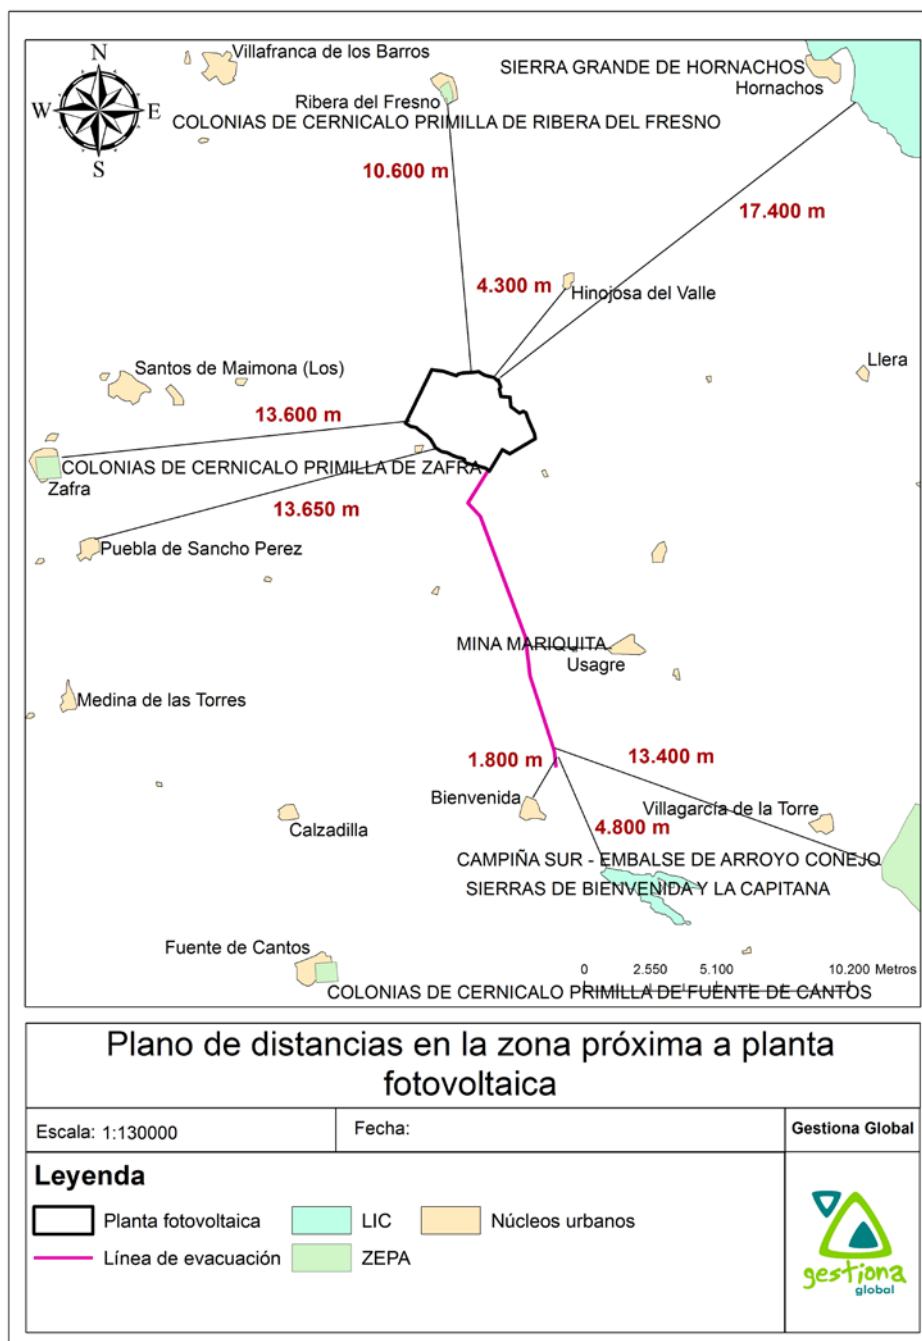 Villafranca de los Barros
N
W
E
S
SIERRA GRANDE DE HORNACHOS
Hornachos
Ribera del Fresno
COLONIAS DE CERNICALO PRIMILLA DE RIBERA DEL FRESNO
10.600 m
17.400 m
4.300 m
Hinojosa del Valle
Santos de Maimona (Los)
Llera
13.600 m
COLONIAS DE CERNICALO PRIMILLA DE ZAFRA
Zafra
13.650 m
Puebla de Sancho Perez
MINA MARIQUITA
Usagre
Medina de las Torres
1.800 m
13.400 m
Bienvenida
Villagarcía de la Torre
4.800 m
Calzadilla
CAMPIÑA SUR - EMBALSE DE ARROYO CONEJO
SIERRAS DE BIENVENIDA Y LA CAPITANA
Fuente de Cantos
0 2.550 5.100 10.200 Metros
COLONIAS DE CERNICALO PRIMILLA DE FUENTE DE CANTOS
Plano de distancias en la zona próxima a planta
fotovoltaica
Escala: 1:130000
Fecha:
Gestiona Global
Leyenda
Planta fotovoltaica
LIC
Núcleos urbanos
Línea de evacuación
ZEPA
gestiona
global